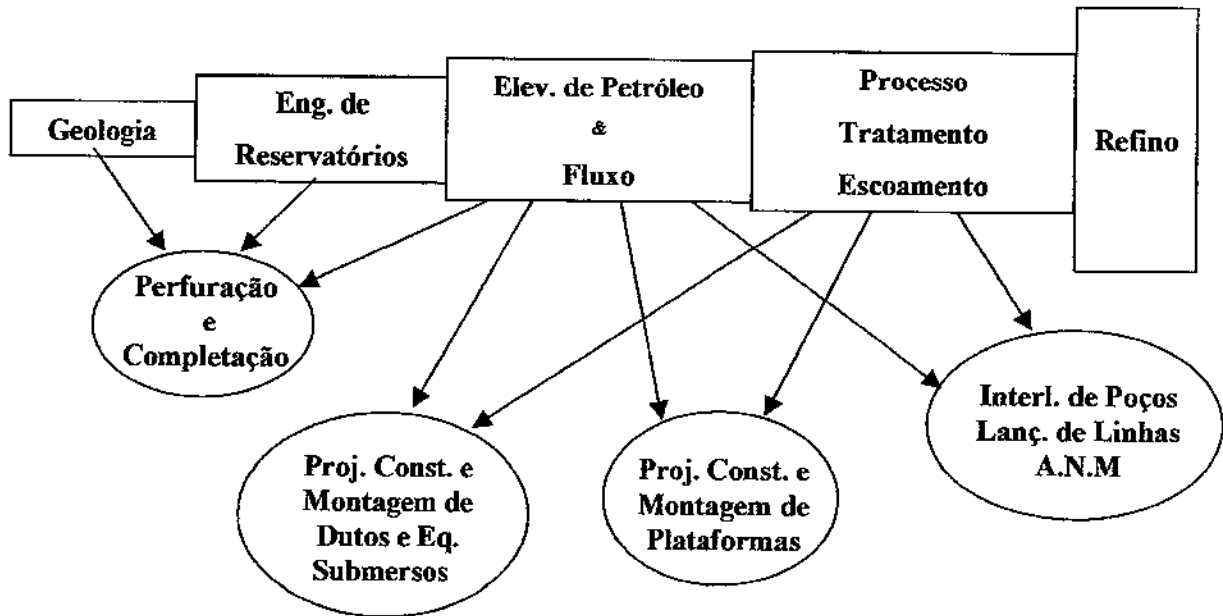 Geologia
Eng. de
Reservatórios
Elev. de Petróleo
&
Fluxo
Processo
Tratamento
Escoamento
Refino
Perfuração
e
Completação
Proj. Const. e
Montagem de
Dutos e Eq.
Submersos
Proj. Const. e
Montagem de
Plataformas
Interl. de Poços
Lanç. de Linhas
A.N.M